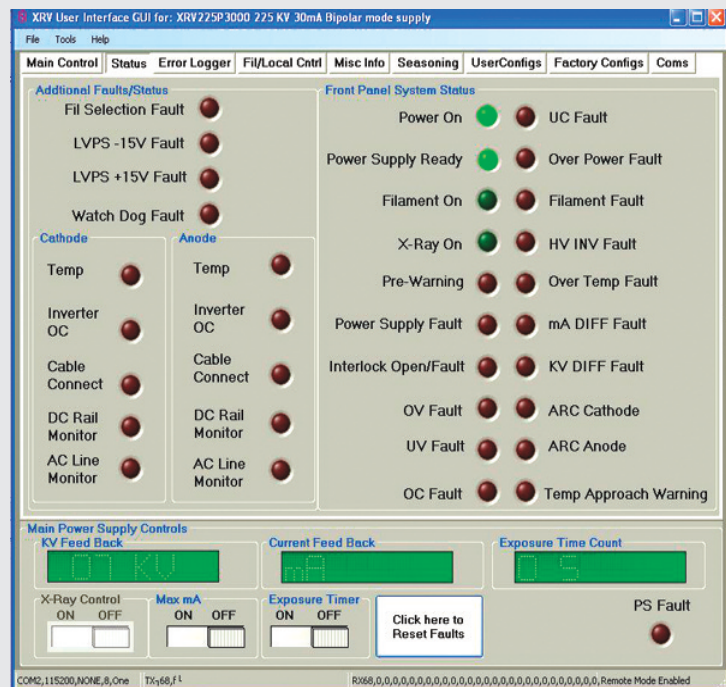 XRV User Interface GUI for: XRV225P3000 225 KV 30mA Bipolar mode supply
File Tools Help
Main Control Status Error Logger Fil/Local Cntrl Misc Info Seasoning UserConfigs Factory Configs Coms
Addtional Faults/Status
Fil Selection Fault
LVPS -15V Fault
LVPS +15V Fault
Watch Dog Fault
Cathode
Temp
Inverter
OC
Cable
Connect
DC Rail
Monitor
AC Line
Monitor
Anode
Temp
Inverter
OC
Cable
Connect
DC Rail
Monitor
AC Line
Monitor
Front Panel System Status
Power On UC Fault
Power Supply Ready Over Power Fault
Filament On Filament Fault
X-Ray On HV INV Fault
Pre-Warning Over Temp Fault
Power Supply Fault mA DIFF Fault
Interlock Open/Fault KV DIFF Fault
OV Fault ARC Cathode
UV Fault ARC Anode
OC Fault Temp Approach Warning
Main Power Supply Controls
KV Feed Back
.07 KV
Current Feed Back
mA
Exposure Time Count
0 S
X-Ray Control
ON OFF
Max mA
ON OFF
Exposure Timer
ON OFF
Click here to
Reset Faults
PS Fault
COM2,115200,NONE,8,One RX68,0,0,0,0,0,0,0,0,0,0,0,0,0,0,0,0,0,0,0,0,0,0,0,0,0,0,0,0,Remote Mode Enabled